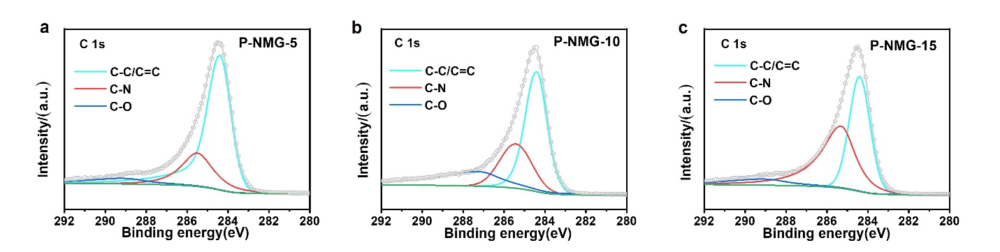 a
C 1s
P-NMG-5
C-C/C=C
C-N
C-O
Intensity/(a.u.)
292 290 288 286 284 282 280
Binding energy(eV)
b
C 1s
P-NMG-10
C-C/C=C
C-N
C-O
Intensity/(a.u.)
292 290 288 286 284 282 280
Binding energy(eV)
c
C 1s
P-NMG-15
C-C/C=C
C-N
C-O
Intensity/(a.u.)
292 290 288 286 284 282 280
Binding energy(eV)